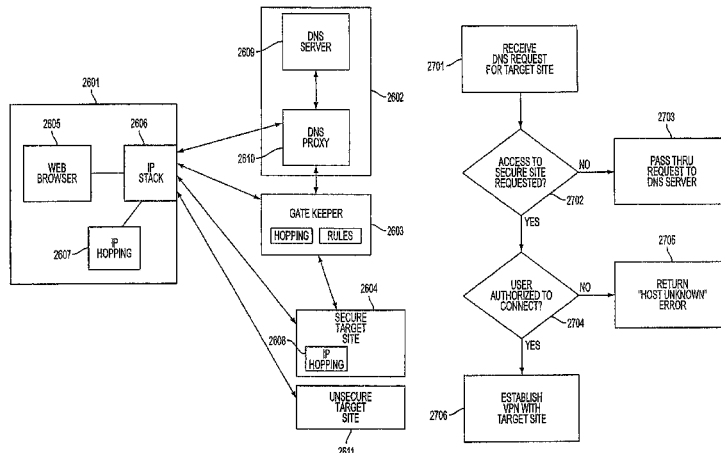 2601
2605
2606
WEB
BROWSER
IP
STACK
2607
IP
HOPPING
2609
DNS
SERVER
2602
2610
DNS
PROXY
GATE KEEPER
HOPPING
RULES
2603
2604
SECURE
TARGET
SITE
2608
IP
HOPPING
UNSECURE
TARGET
SITE
2611
2701
RECEIVE
DNS REQUEST
FOR TARGET SITE
2703
ACCESS TO
SECURE SITE
REQUESTED?
NO
PASS THRU
REQUEST TO
DNS SERVER
2702
YES
2705
USER
AUTHORIZED TO
CONNECT?
NO
RETURN
"HOST UNKNOWN"
ERROR
2704
YES
2706
ESTABLISH
VPN WITH
TARGET SITE